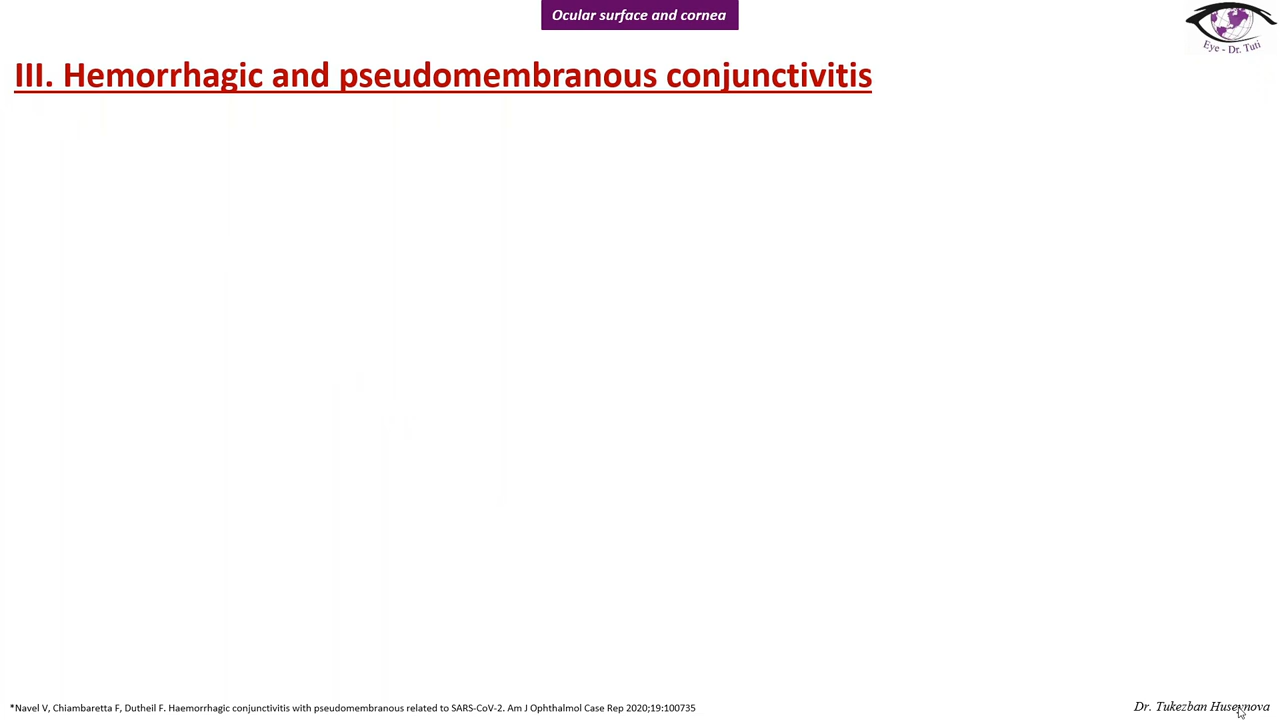 Ocular surface and cornea
Eye - Dr. Tuti
III. Hemorrhagic and pseudomembranous conjunctivitis
*Navel V, Chiambaretta F, Dutheil F. Haemorrhagic conjunctivitis with pseudomembranous related to SARS-CoV-2. Am J Ophthalmol Case Rep 2020;19:100735
Dr. Tukezban Huseynova